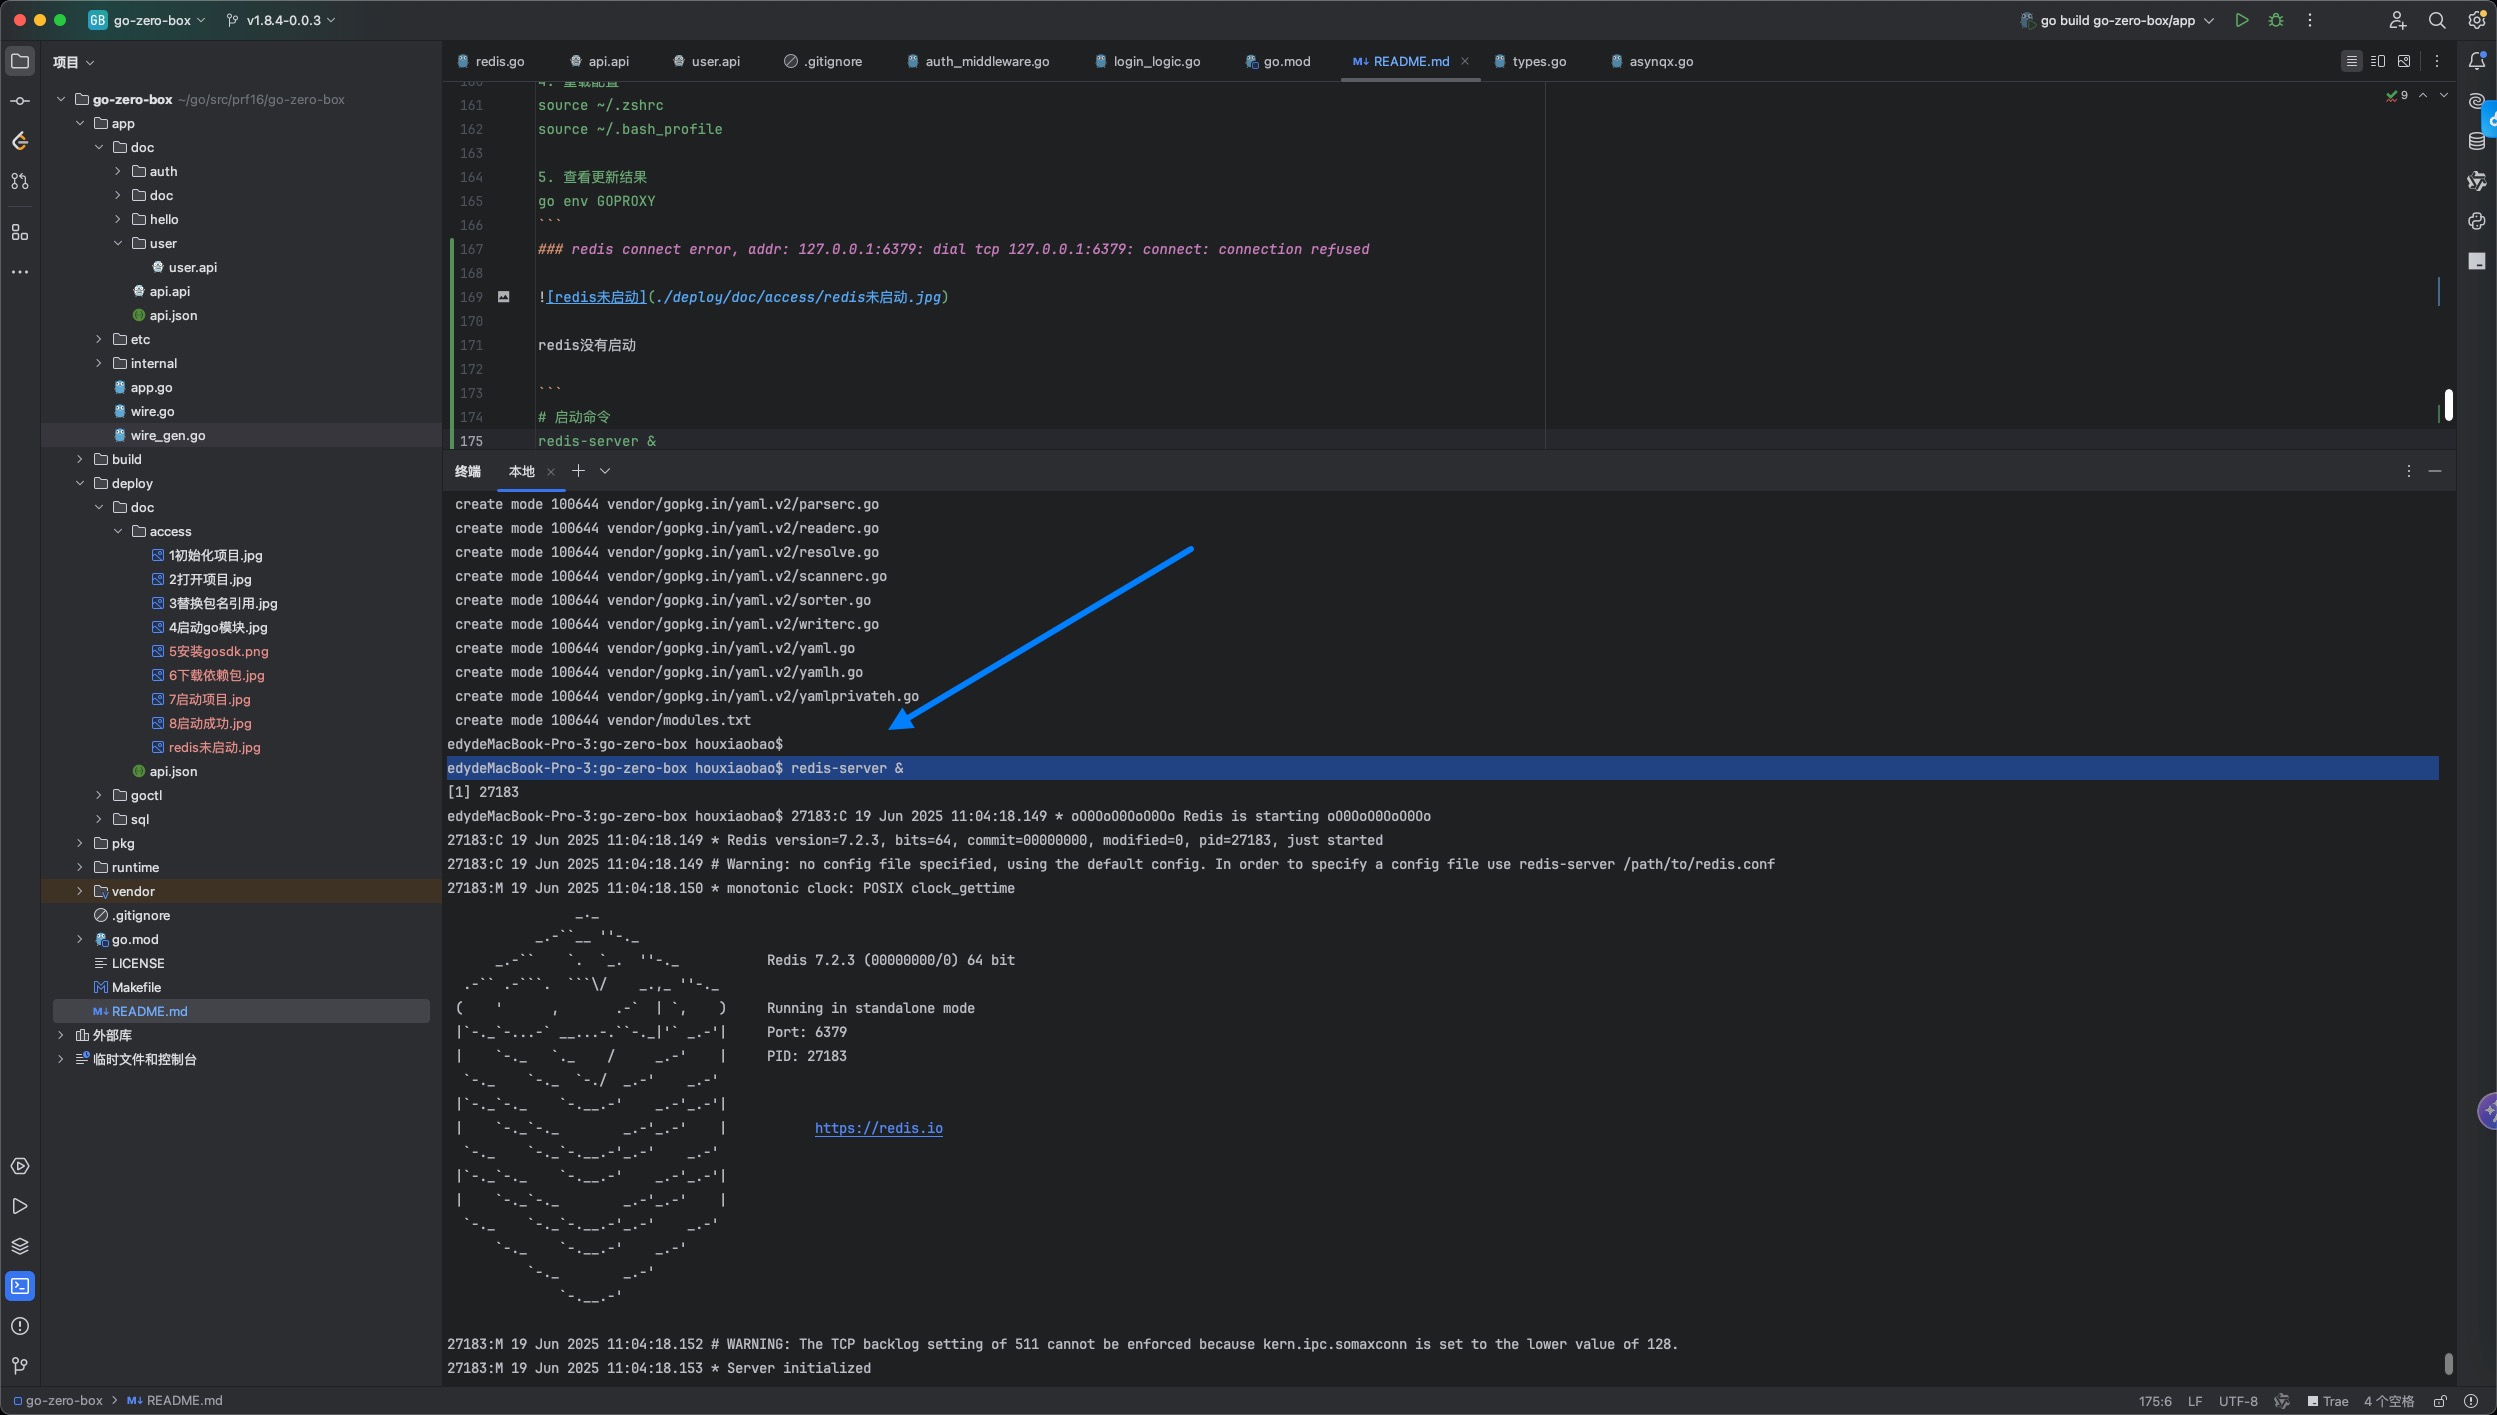 GB go-zero-box v1.8.4-0.0.3 go build go-zero-box/app
项目
go-zero-box ~/go/src/prf16/go-zero-box
app
doc
auth
doc
hello
user
user.api
api.api
api.json
etc
internal
app.go
wire.go
wire_gen.go
build
deploy
doc
access
1初始化项目.jpg
2打开项目.jpg
3替换包名引用.jpg
4启动go模块.jpg
5安装gosdk.png
6下载依赖包.jpg
7启动项目.jpg
8启动成功.jpg
redis未启动.jpg
api.json
goctl
sql
pkg
runtime
vendor
.gitignore
go.mod
LICENSE
Makefile
README.md
外部库
临时文件和控制台
redis.go api.api user.api .gitignore auth_middleware.go login_logic.go go.mod README.md types.go asynqx.go
9
160 4. 重载配置
161 source ~/.zshrc
162 source ~/.bash_profile
163
164 5. 查看更新结果
165 go env GOPROXY
166 ```
167 ### redis connect error, addr: 127.0.0.1:6379: dial tcp 127.0.0.1:6379: connect: connection refused
168
169 ![redis未启动](./deploy/doc/access/redis未启动.jpg)
170
171 redis没有启动
172
173 ```
174 # 启动命令
175 redis-server &
终端 本地
create mode 100644 vendor/gopkg.in/yaml.v2/parserc.go
create mode 100644 vendor/gopkg.in/yaml.v2/readerc.go
create mode 100644 vendor/gopkg.in/yaml.v2/resolve.go
create mode 100644 vendor/gopkg.in/yaml.v2/scannerc.go
create mode 100644 vendor/gopkg.in/yaml.v2/sorter.go
create mode 100644 vendor/gopkg.in/yaml.v2/writerc.go
create mode 100644 vendor/gopkg.in/yaml.v2/yaml.go
create mode 100644 vendor/gopkg.in/yaml.v2/yamlh.go
create mode 100644 vendor/gopkg.in/yaml.v2/yamlprivateh.go
create mode 100644 vendor/modules.txt
edydeMacBook-Pro-3:go-zero-box houxiaobao$
edydeMacBook-Pro-3:go-zero-box houxiaobao$ redis-server &
[1] 27183
edydeMacBook-Pro-3:go-zero-box houxiaobao$ 27183:C 19 Jun 2025 11:04:18.149 * oO0OoO0OoO0Oo Redis is starting oO0OoO0OoO0Oo
27183:C 19 Jun 2025 11:04:18.149 * Redis version=7.2.3, bits=64, commit=00000000, modified=0, pid=27183, just started
27183:C 19 Jun 2025 11:04:18.149 # Warning: no config file specified, using the default config. In order to specify a config file use redis-server /path/to/redis.conf
27183:M 19 Jun 2025 11:04:18.150 * monotonic clock: POSIX clock_gettime
Redis 7.2.3 (00000000/0) 64 bit
Running in standalone mode
Port: 6379
PID: 27183
https://redis.io
27183:M 19 Jun 2025 11:04:18.152 # WARNING: The TCP backlog setting of 511 cannot be enforced because kern.ipc.somaxconn is set to the lower value of 128.
27183:M 19 Jun 2025 11:04:18.153 * Server initialized
go-zero-box README.md 175:6 LF UTF-8 Trae 4 个空格